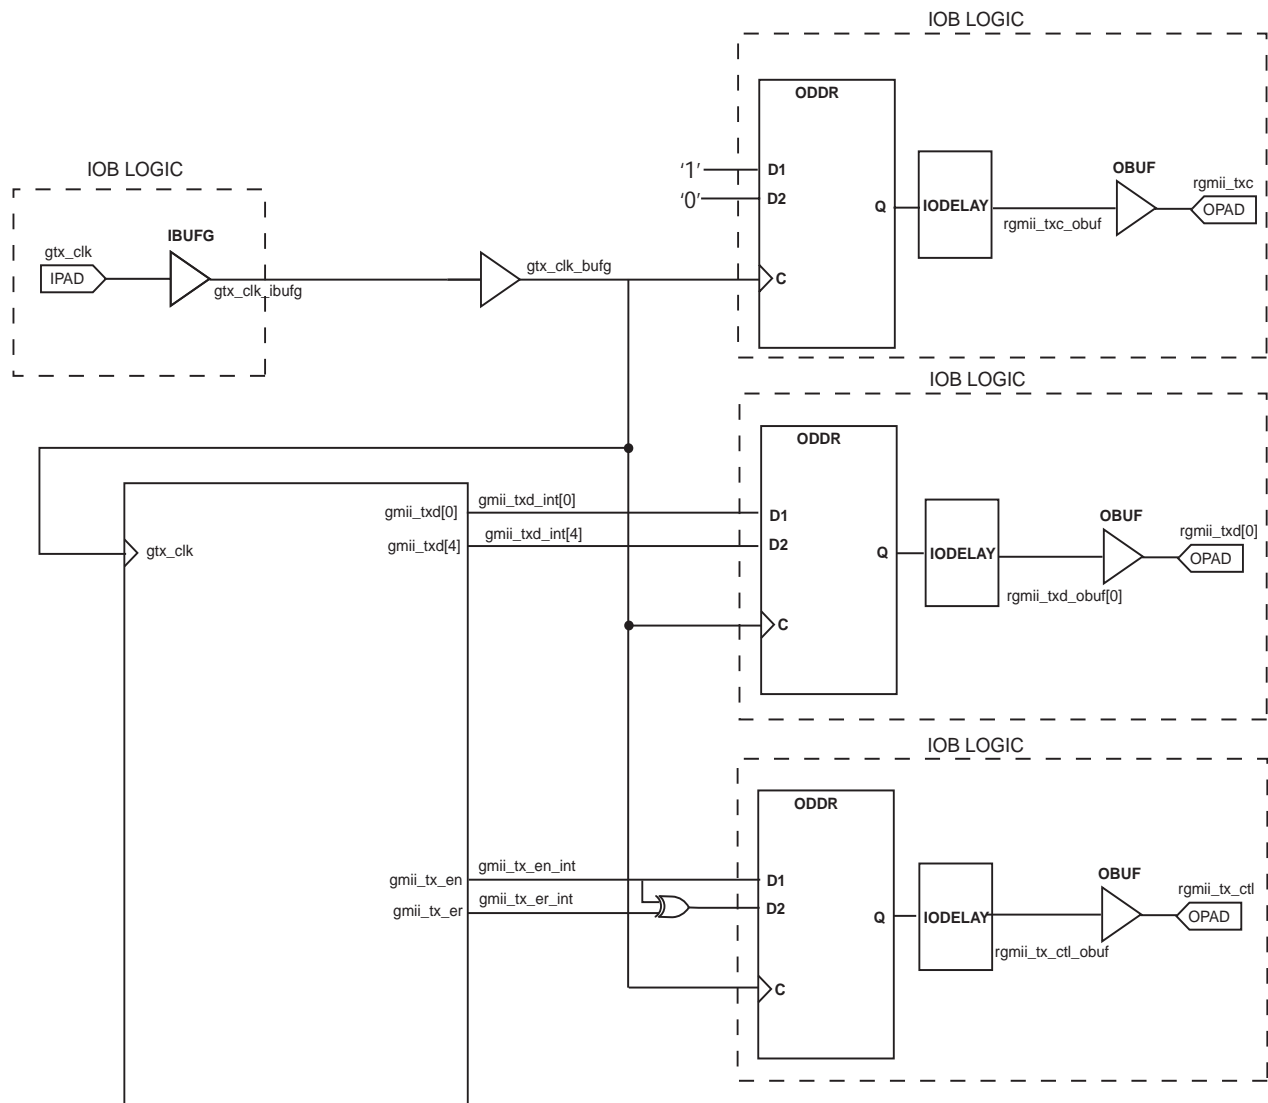 IOB LOGIC
ODDR
'1'
D1
'0'
D2
Q
IODELAY
rgmii_txc_obuf
OBUF
rgmii_txc
OPAD
C
IOB LOGIC
gtx_clk
IPAD
IBUFG
gtx_clk_ibufg
gtx_clk_bufg
IOB LOGIC
ODDR
gmii_txd[0]
gmii_txd_int[0]
D1
gmii_txd[4]
gmii_txd_int[4]
D2
gtx_clk
Q
IODELAY
rgmii_txd_obuf[0]
OBUF
rgmii_txd[0]
OPAD
C
IOB LOGIC
ODDR
gmii_tx_en
gmii_tx_en_int
D1
gmii_tx_er
gmii_tx_er_int
D2
Q
IODELAY
rgmii_tx_ctl_obuf
OBUF
rgmii_tx_ctl
OPAD
C